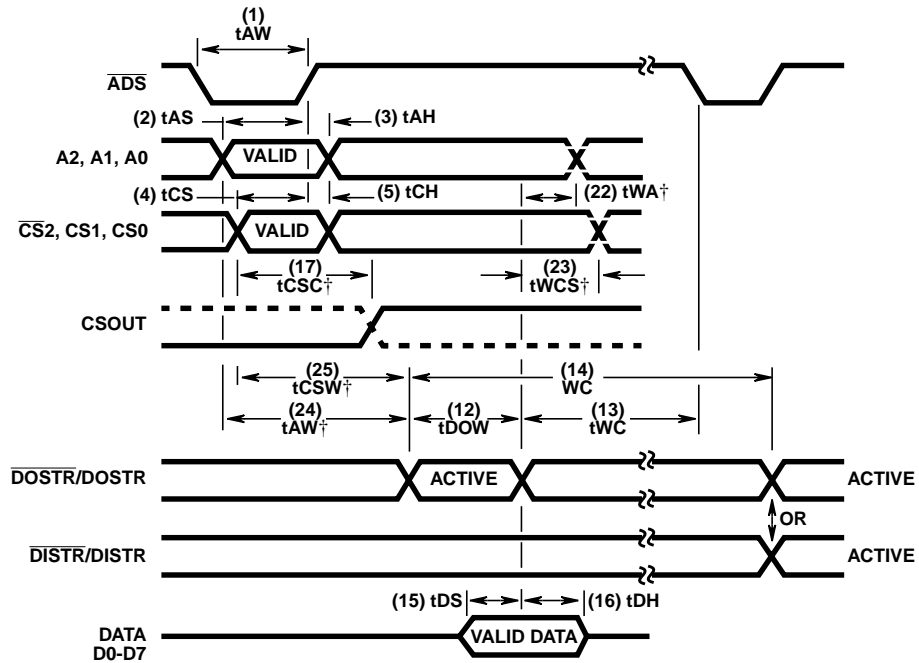 (1)
tAW
ADS
(2) tAS
(3) tAH
A2, A1, A0
VALID
(4) tCS
(5) tCH
(22) tWA†
CS2, CS1, CS0
VALID
(17)
tCSC†
(23)
tWCS†
CSOUT
(25)
tCSW†
(14)
WC
(24)
tAW†
(12)
tDOW
(13)
tWC
DOSTR/DOSTR
ACTIVE
ACTIVE
OR
DISTR/DISTR
ACTIVE
(15) tDS
(16) tDH
DATA
D0-D7
VALID DATA